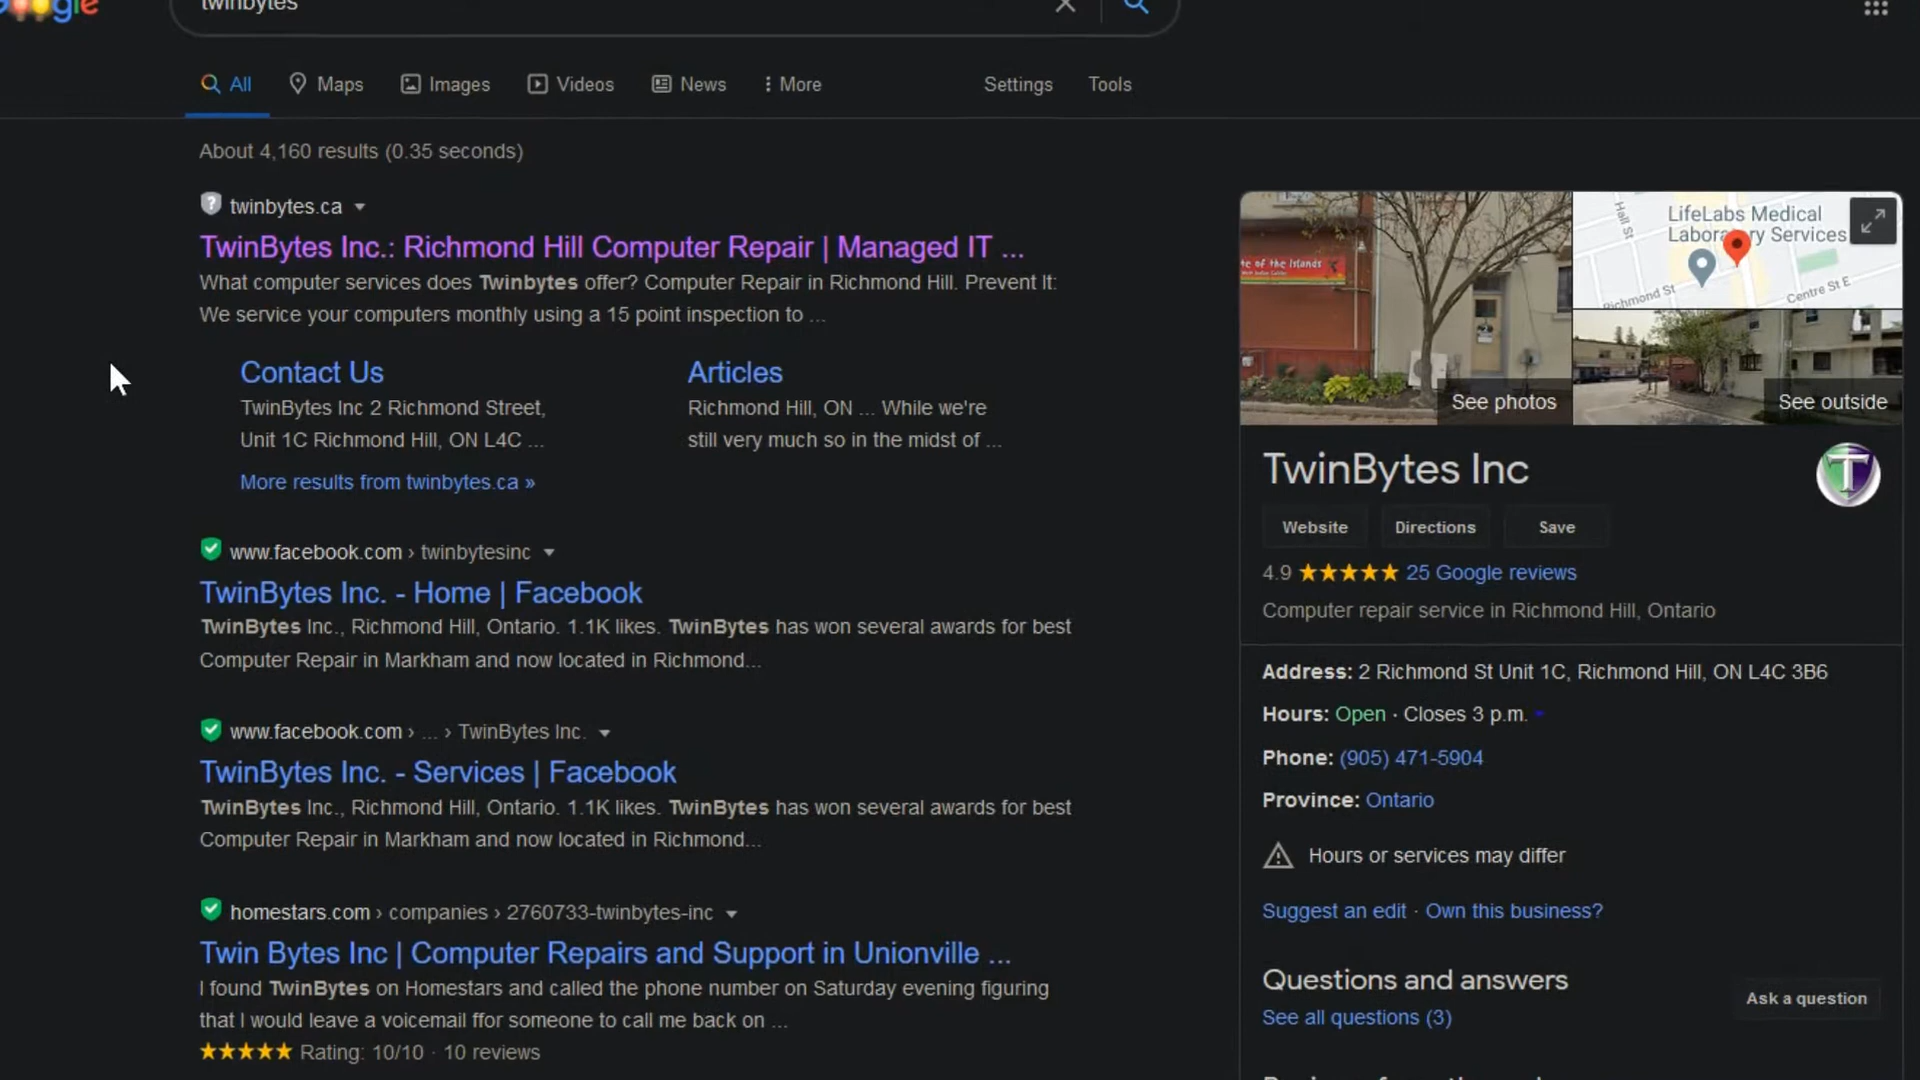 Google
twinbytes
All Maps Images Videos News More Settings Tools
About 4,160 results (0.35 seconds)
twinbytes.ca
TwinBytes Inc.: Richmond Hill Computer Repair | Managed IT ...
What computer services does Twinbytes offer? Computer Repair in Richmond Hill. Prevent It:
We service your computers monthly using a 15 point inspection to ...
Contact Us
TwinBytes Inc 2 Richmond Street,
Unit 1C Richmond Hill, ON L4C ...
Articles
Richmond Hill, ON ... While we're
still very much so in the midst of ...
More results from twinbytes.ca »
www.facebook.com › twinbytesinc
TwinBytes Inc. - Home | Facebook
TwinBytes Inc., Richmond Hill, Ontario. 1.1K likes. TwinBytes has won several awards for best
Computer Repair in Markham and now located in Richmond...
www.facebook.com › ... › TwinBytes Inc.
TwinBytes Inc. - Services | Facebook
TwinBytes Inc., Richmond Hill, Ontario. 1.1K likes. TwinBytes has won several awards for best
Computer Repair in Markham and now located in Richmond...
homestars.com › companies › 2760733-twinbytes-inc
Twin Bytes Inc | Computer Repairs and Support in Unionville ...
I found TwinBytes on Homestars and called the phone number on Saturday evening figuring
that I would leave a voicemail ffor someone to call me back on ...
Rating: 10/10 · 10 reviews
te of the Islands
Hall St
LifeLabs Medical
Laboratory Services
Richmond St
Centre St E
See photos
See outside
TwinBytes Inc
T
Website Directions Save
4.9 25 Google reviews
Computer repair service in Richmond Hill, Ontario
Address: 2 Richmond St Unit 1C, Richmond Hill, ON L4C 3B6
Hours: Open · Closes 3 p.m.
Phone: (905) 471-5904
Province: Ontario
Hours or services may differ
Suggest an edit · Own this business?
Questions and answers
See all questions (3)
Ask a question